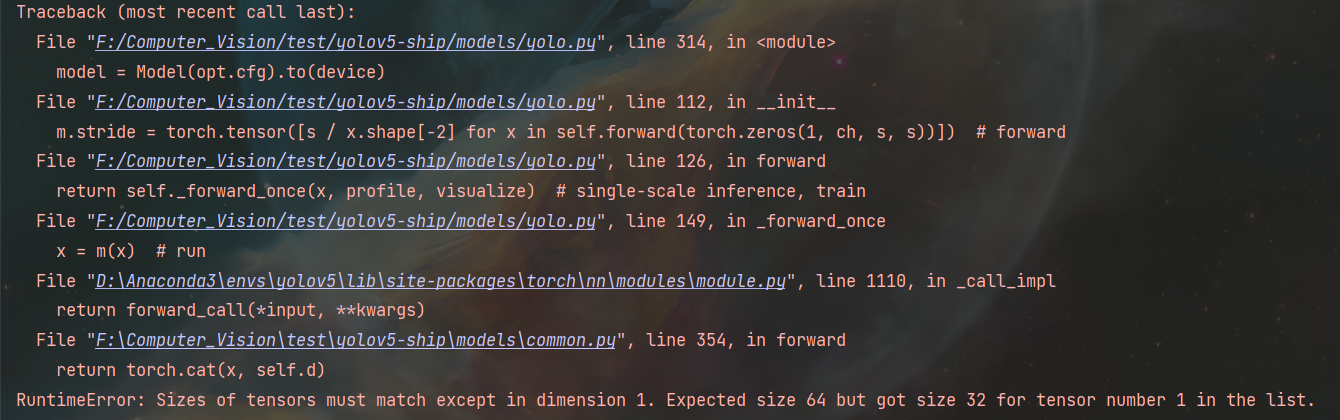 Traceback (most recent call last):
  File "F:/Computer_Vision/test/yolov5-ship/models/yolo.py", line 314, in <module>
    model = Model(opt.cfg).to(device)
  File "F:/Computer_Vision/test/yolov5-ship/models/yolo.py", line 112, in __init__
    m.stride = torch.tensor([s / x.shape[-2] for x in self.forward(torch.zeros(1, ch, s, s))])  # forward
  File "F:/Computer_Vision/test/yolov5-ship/models/yolo.py", line 126, in forward
    return self._forward_once(x, profile, visualize)  # single-scale inference, train
  File "F:/Computer_Vision/test/yolov5-ship/models/yolo.py", line 149, in _forward_once
    x = m(x)  # run
  File "D:\Anaconda3\envs\yolov5\lib\site-packages\torch\nn\modules\module.py", line 1110, in _call_impl
    return forward_call(*input, **kwargs)
  File "F:\Computer_Vision\test\yolov5-ship\models\common.py", line 354, in forward
    return torch.cat(x, self.d)
RuntimeError: Sizes of tensors must match except in dimension 1. Expected size 64 but got size 32 for tensor number 1 in the list.